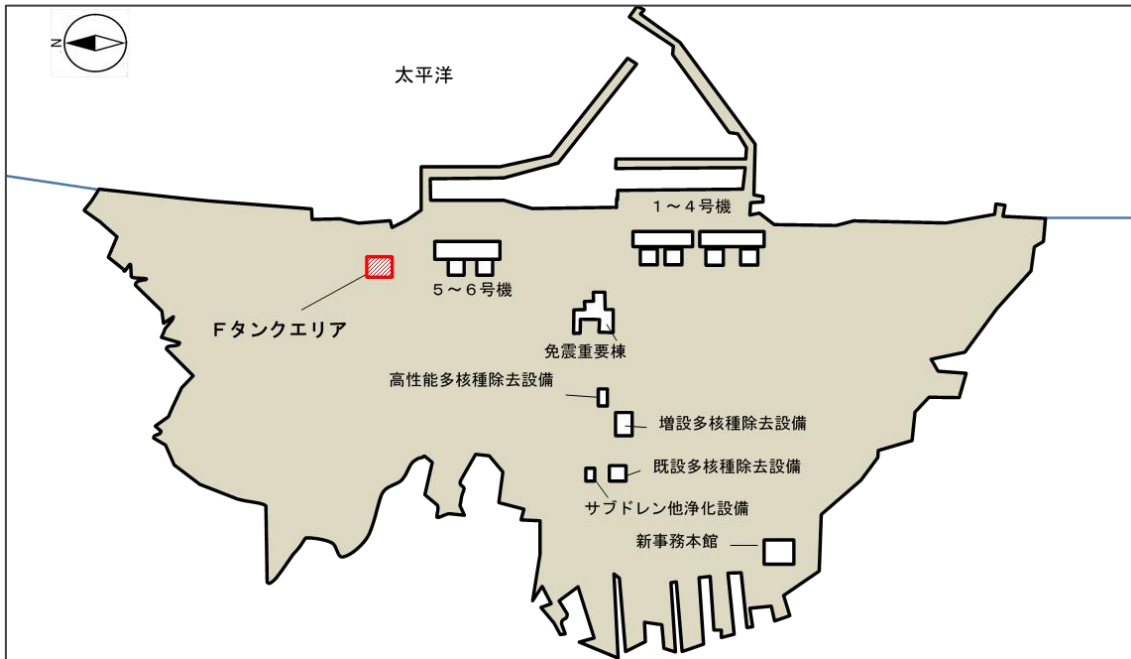 N
太平洋
１～４号機
５～６号機
Ｆタンクエリア
免震重要棟
高性能多核種除去設備
増設多核種除去設備
既設多核種除去設備
サブドレン他浄化設備
新事務本館